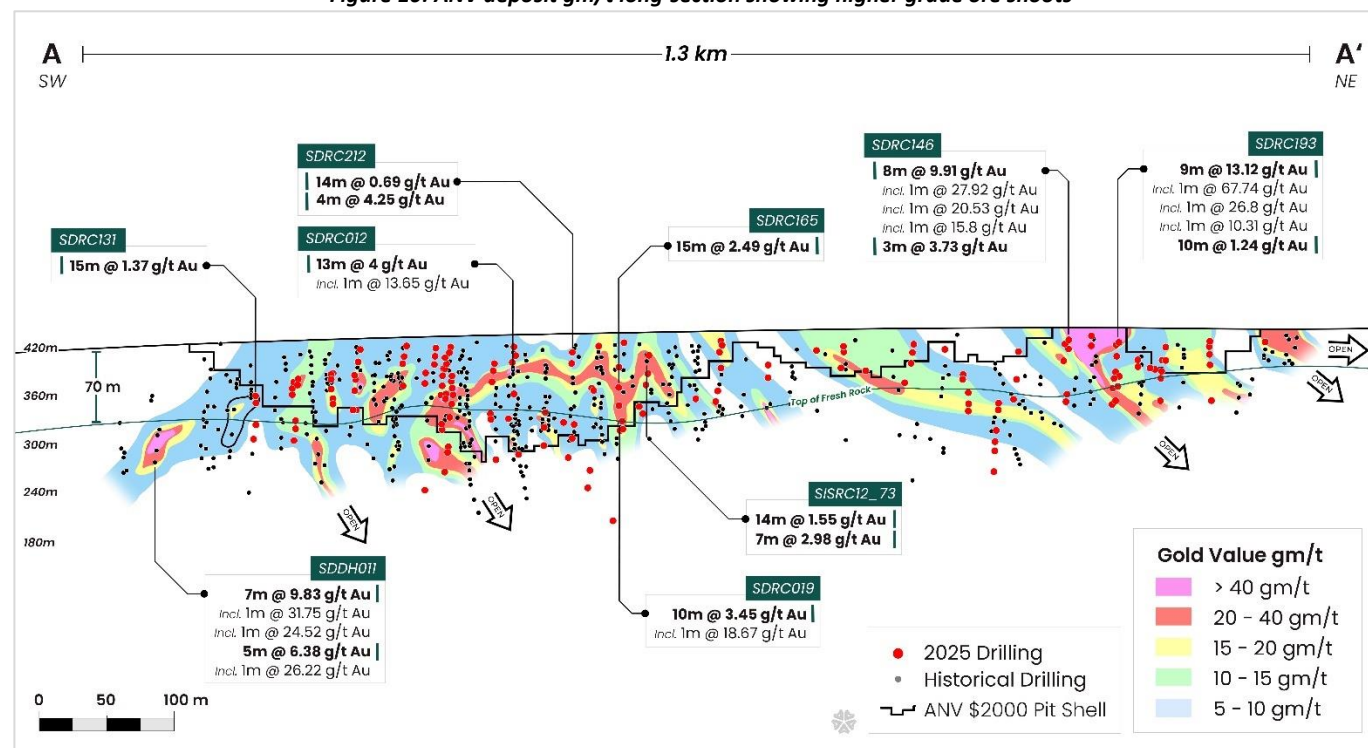 A
SW
1.3 km
A'
NE
SDRC212
14m @ 0.69 g/t Au
4m @ 4.25 g/t Au
SDRC146
8m @ 9.91 g/t Au
Incl. 1m @ 27.92 g/t Au
Incl. 1m @ 20.53 g/t Au
Incl. 1m @ 15.8 g/t Au
3m @ 3.73 g/t Au
SDRC193
9m @ 13.12 g/t Au
Incl. 1m @ 67.74 g/t Au
Incl. 1m @ 26.8 g/t Au
Incl. 1m @ 10.31 g/t Au
10m @ 1.24 g/t Au
SDRC131
15m @ 1.37 g/t Au
SDRC012
13m @ 4 g/t Au
Incl. 1m @ 13.65 g/t Au
SDRC165
15m @ 2.49 g/t Au
420m
360m
300m
240m
180m
70 m
Top of Fresh Rock
OPEN
OPEN
OPEN
OPEN
OPEN
SISRC12_73
14m @ 1.55 g/t Au
7m @ 2.98 g/t Au
SDDH011
7m @ 9.83 g/t Au
Incl. 1m @ 31.75 g/t Au
Incl. 1m @ 24.52 g/t Au
5m @ 6.38 g/t Au
Incl. 1m @ 26.22 g/t Au
SDRC019
10m @ 3.45 g/t Au
Incl. 1m @ 18.67 g/t Au
0 50 100 m
2025 Drilling
Historical Drilling
ANV $2000 Pit Shell
Gold Value gm/t
> 40 gm/t
20 - 40 gm/t
15 - 20 gm/t
10 - 15 gm/t
5 - 10 gm/t